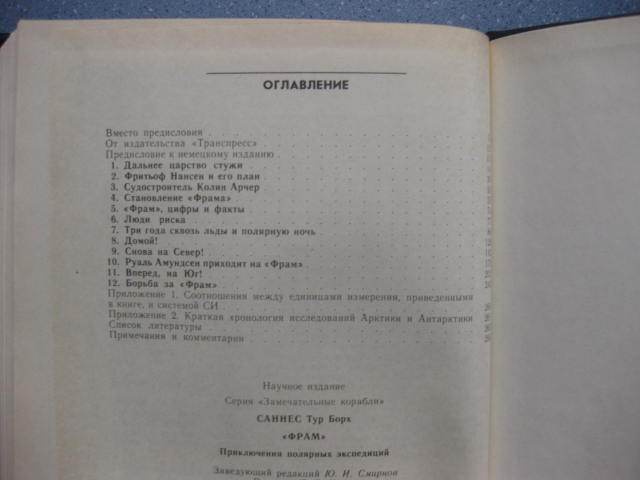 ОГЛАВЛЕНИЕ
Вместо предисловия
От издательства «Транспресс»
Предисловие к немецкому изданию
1. Дальнее царство стужи
2. Фритьоф Нансен и его план
3. Судостроитель Колин Арчер
4. Становление «Фрама»
5. «Фрам», цифры и факты
6. Люди риска
7. Три года сквозь льды и полярную ночь
8. Домой!
9. Снова на Север!
10. Руаль Амундсен приходит на «Фрам»
11. Вперед, на Юг!
12. Борьба за «Фрам»
Приложение 1. Соотношения между единицами измерения, приведенными
в книге, и системой СИ
Приложение 2. Краткая хронология исследований Арктики и Антарктики
Список литературы
Примечания и комментарии
Научное издание
Серия «Замечательные корабли»
САННЕС Тур Борх
«ФРАМ»
Приключения полярных экспедиций
Заведующий редакцией Ю. И. Смирнов